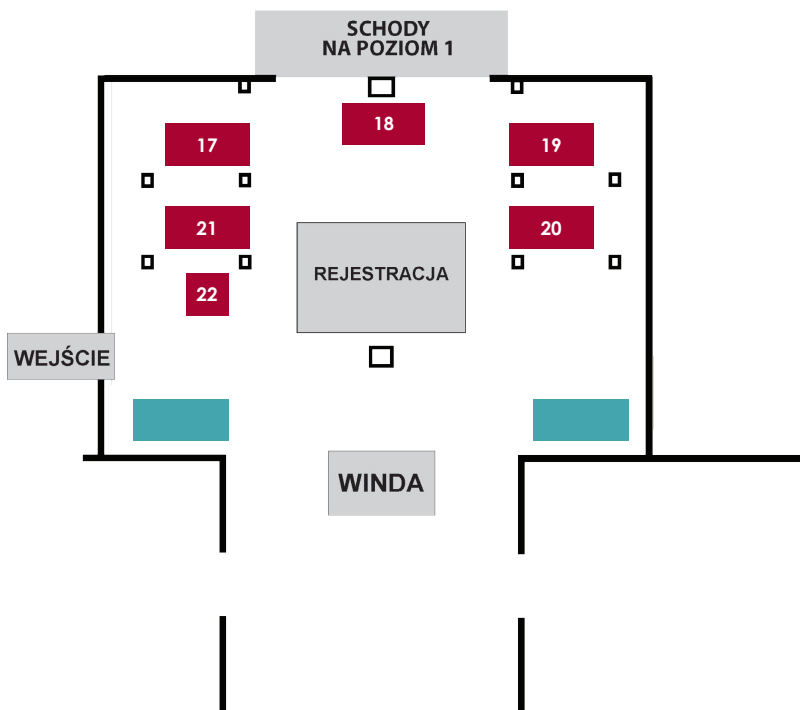 SCHODY
NA POZIOM 1
18
17
19
21
20
22
REJESTRACJA
WEJŚCIE
WINDA